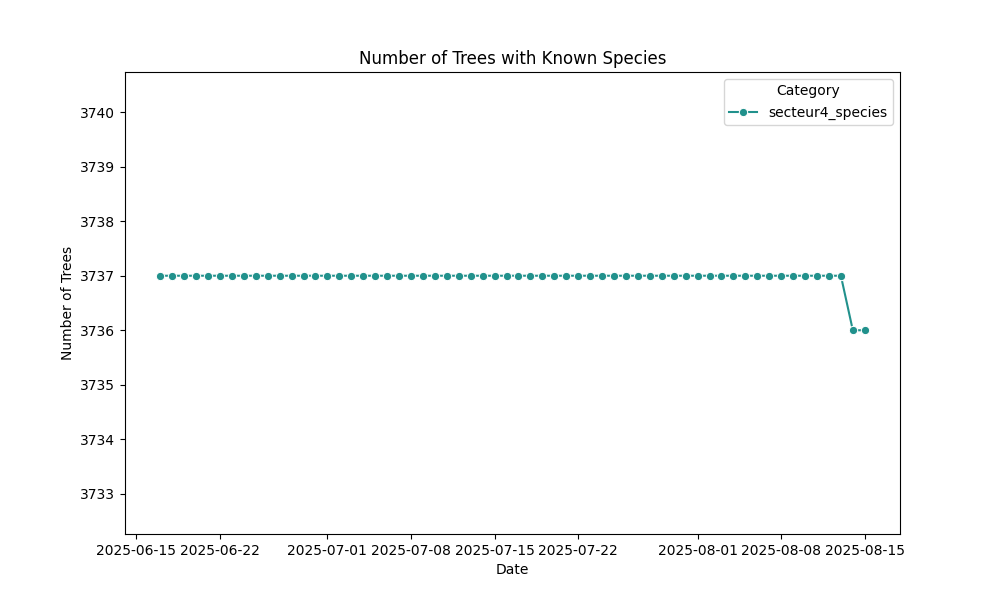 Number of Trees with Known Species
Category
secteur4_species
3740
3739
3738
3737
3736
3735
3734
3733
Number of Trees
2025-06-15 2025-06-22 2025-07-01 2025-07-08 2025-07-15 2025-07-22 2025-08-01 2025-08-08 2025-08-15
Date